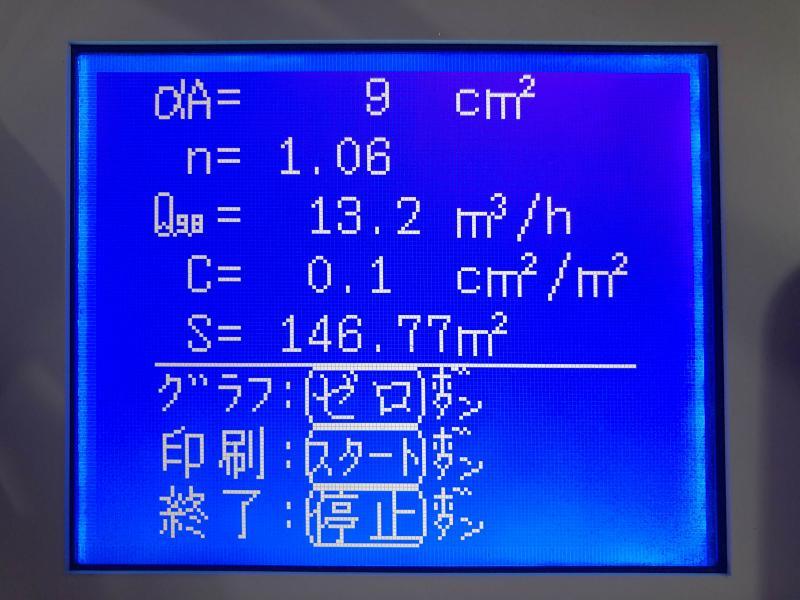 αA= 9 cm²
n= 1.06
Q₉.₈= 13.2 m³/h
C= 0.1 cm²/m²
S= 146.77m²
グラフ:ゼロボタン
印刷:スタートボタン
終了:停止ボタン